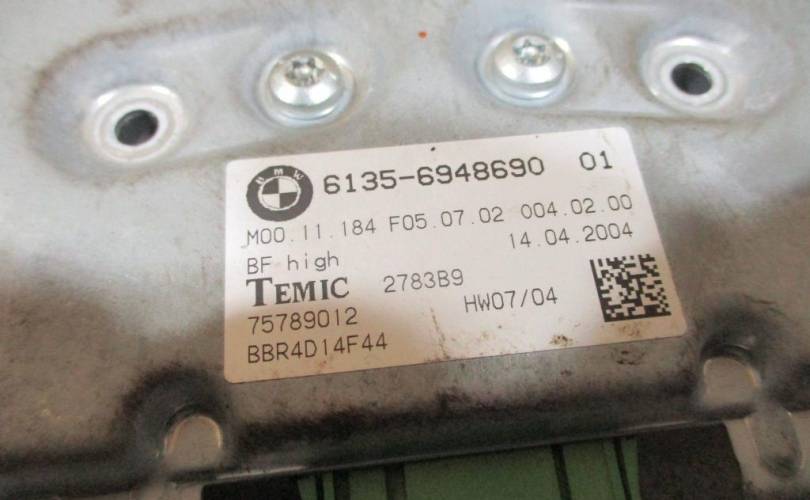 BMW
6135-6948690 01
M00.11.184 F05.07.02 004.02.00
BF high 14.04.2004
TEMIC 2783B9
75789012 HW07/04
BBR4D14F44